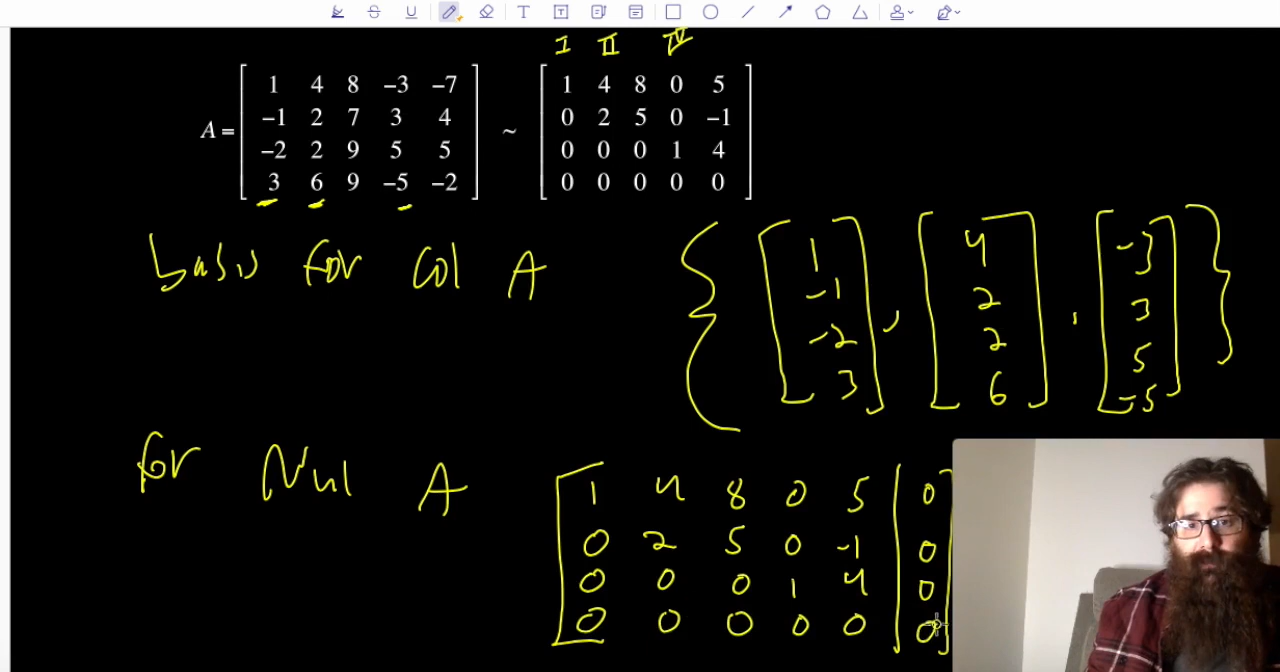 I II IV
A = [ 1 4 8 −3 −7 ] ~ [ 1 4 8 0 5 ]
[ −1 2 7 3 4 ] [ 0 2 5 0 −1 ]
[ −2 2 9 5 5 ] [ 0 0 0 1 4 ]
[ 3 6 9 −5 −2 ] [ 0 0 0 0 0 ]
basis for Col A { [ 1 −1 −2 3 ] , [ 4 2 2 6 ] , [ −3 3 5 −5 ] }
for Nul A [ 1 4 8 0 5 | 0 ]
[ 0 2 5 0 −1 | 0 ]
[ 0 0 0 1 4 | 0 ]
[ 0 0 0 0 0 | 0 ]